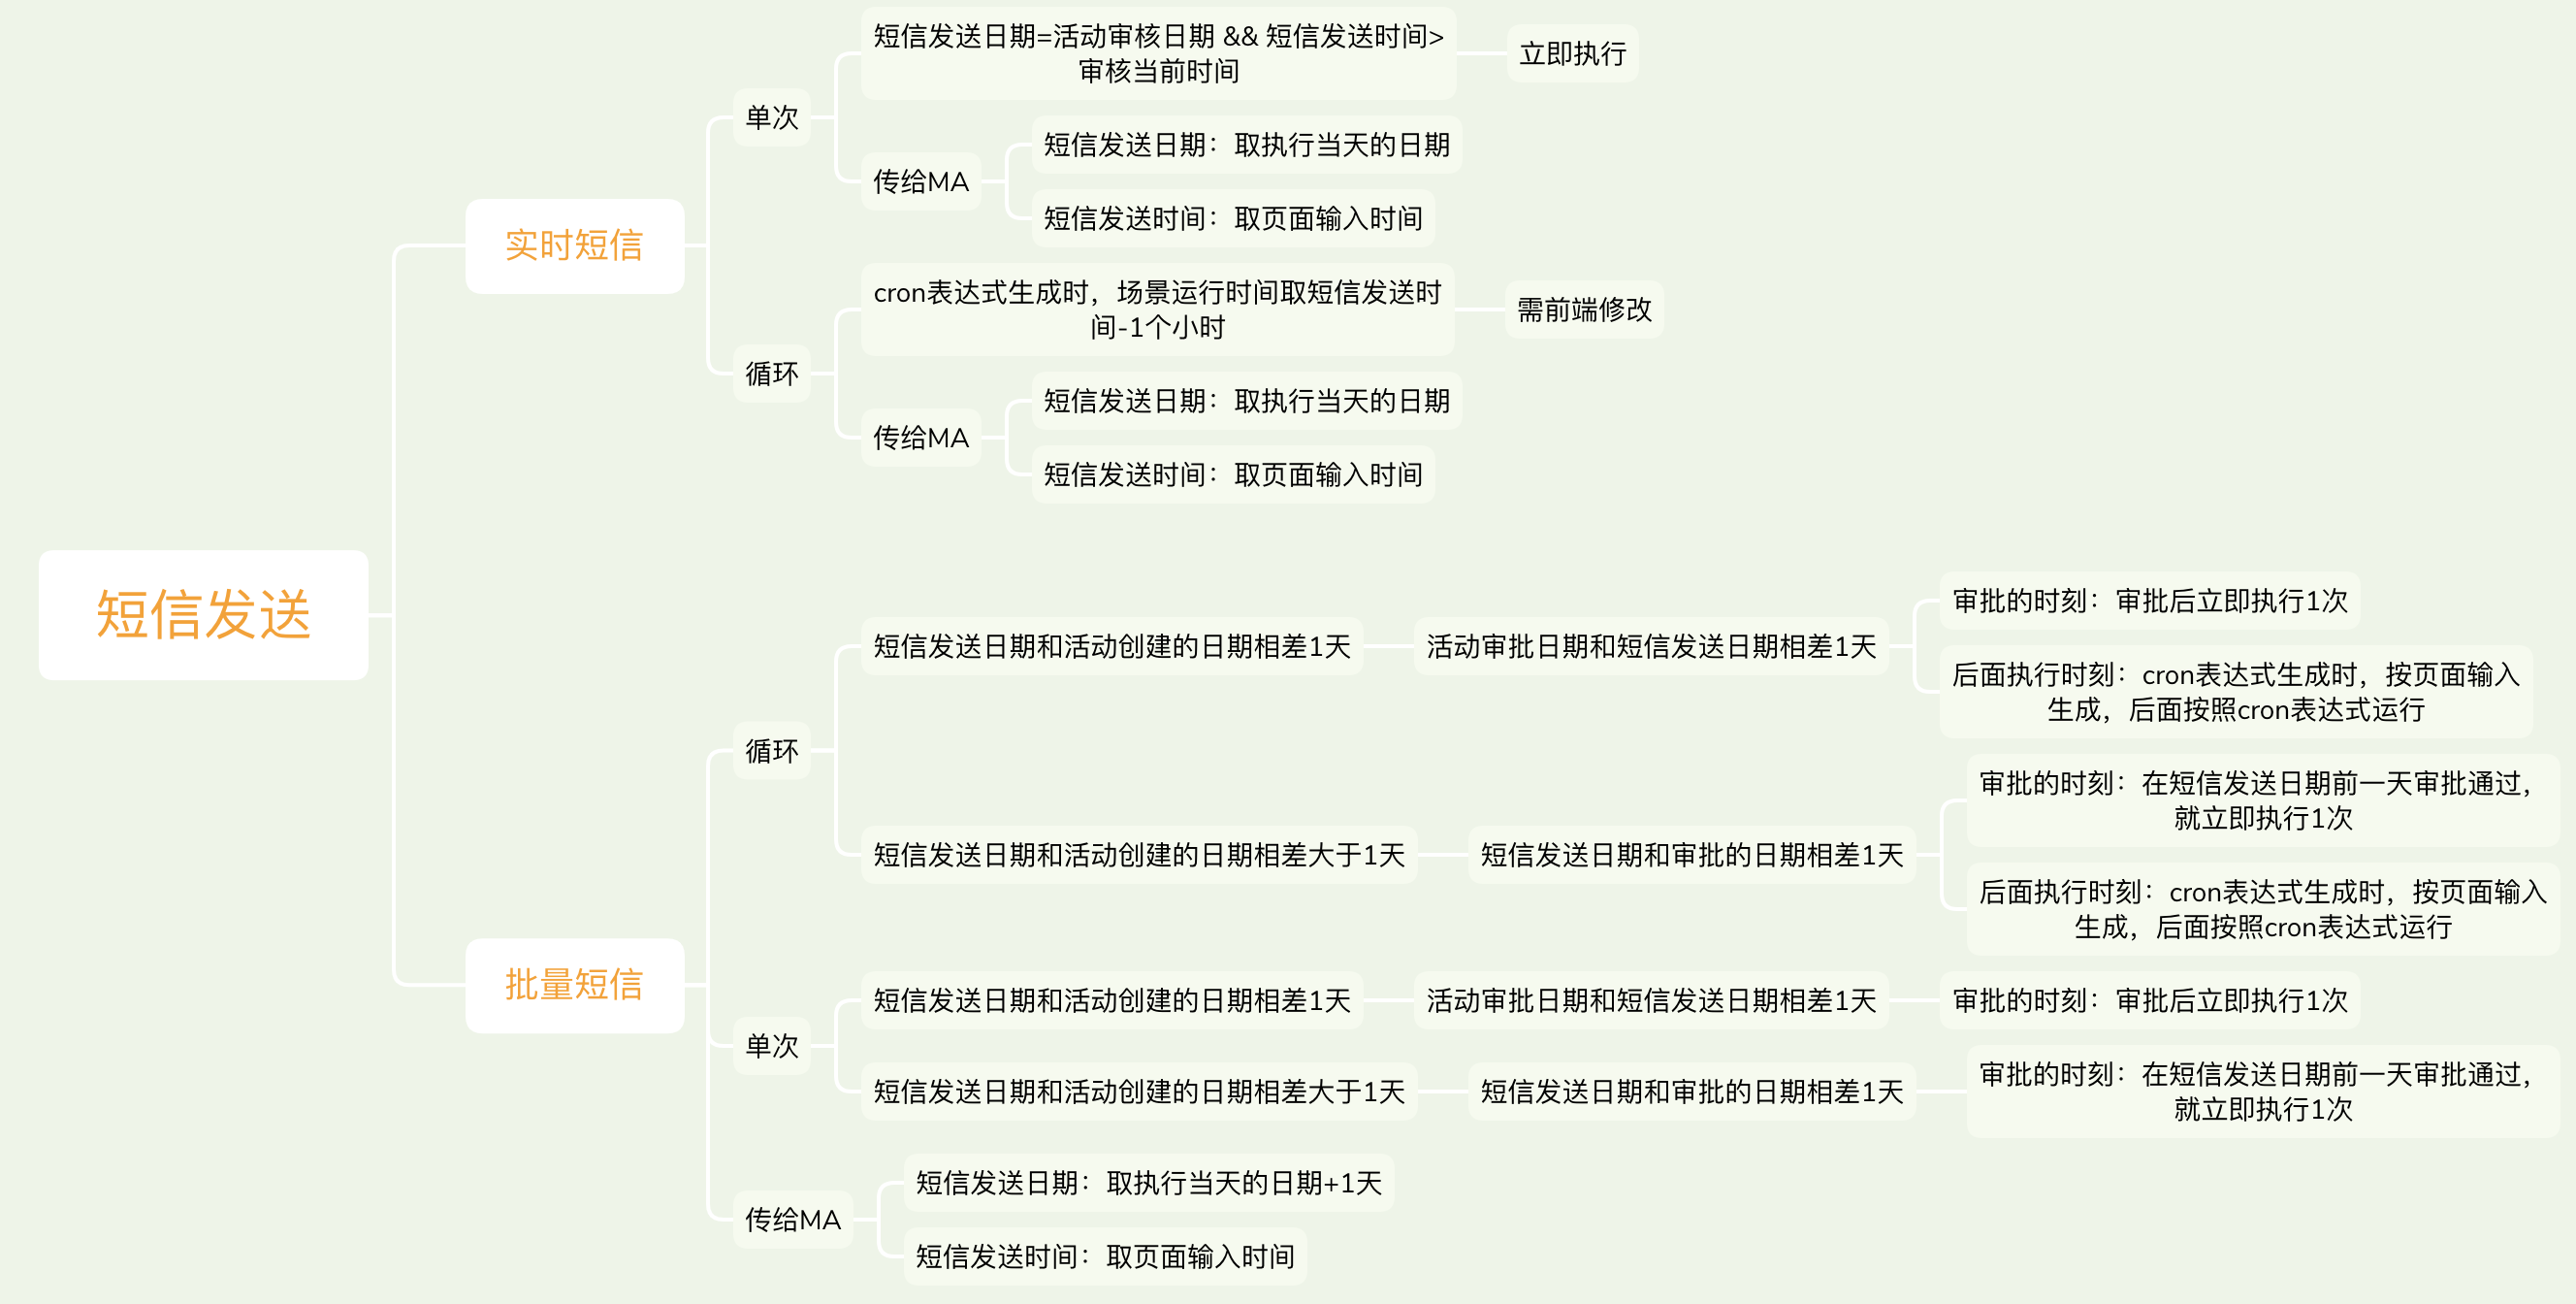 短信发送
实时短信
单次
短信发送日期=活动审核日期 && 短信发送时间>
审核当前时间
立即执行
传给MA
短信发送日期：取执行当天的日期
短信发送时间：取页面输入时间
循环
cron表达式生成时，场景运行时间取短信发送时
间-1个小时
需前端修改
传给MA
短信发送日期：取执行当天的日期
短信发送时间：取页面输入时间
批量短信
循环
短信发送日期和活动创建的日期相差1天
活动审批日期和短信发送日期相差1天
审批的时刻：审批后立即执行1次
后面执行时刻：cron表达式生成时，按页面输入
生成，后面按照cron表达式运行
短信发送日期和活动创建的日期相差大于1天
短信发送日期和审批的日期相差1天
审批的时刻：在短信发送日期前一天审批通过，
就立即执行1次
后面执行时刻：cron表达式生成时，按页面输入
生成，后面按照cron表达式运行
单次
短信发送日期和活动创建的日期相差1天
活动审批日期和短信发送日期相差1天
审批的时刻：审批后立即执行1次
短信发送日期和活动创建的日期相差大于1天
短信发送日期和审批的日期相差1天
审批的时刻：在短信发送日期前一天审批通过，
就立即执行1次
传给MA
短信发送日期：取执行当天的日期+1天
短信发送时间：取页面输入时间